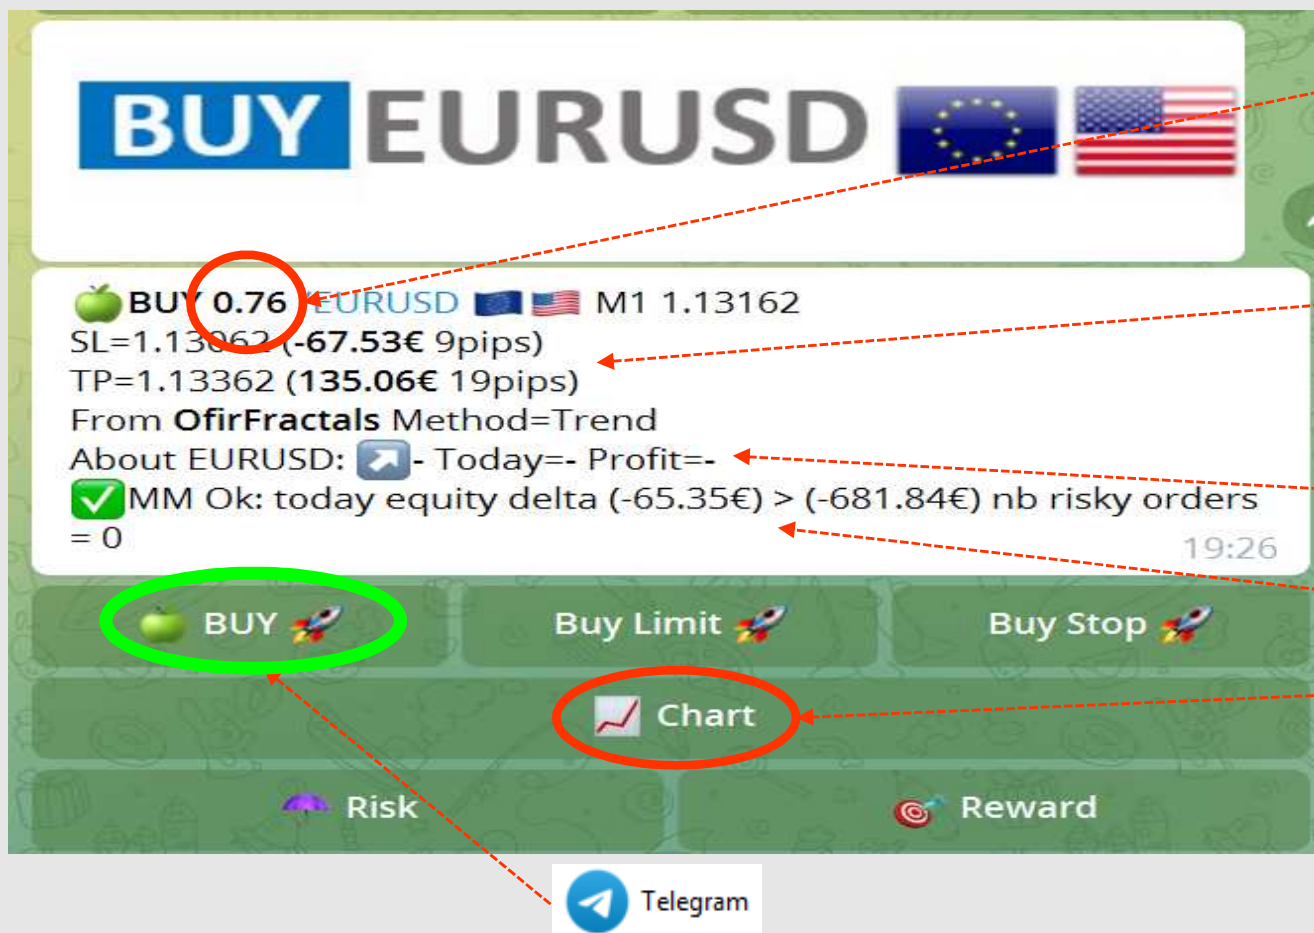 BUY EURUSD
BUY 0.76 /EURUSD M1 1.13162
SL=1.13062 (-67.53€ 9pips)
TP=1.13362 (135.06€ 19pips)
From OfirFractals Method=Trend
About EURUSD: - Today=- Profit=-
MM Ok: today equity delta (-65.35€) > (-681.84€) nb risky orders
= 0
19:26
BUY Buy Limit Buy Stop
Chart
Risk Reward
Telegram